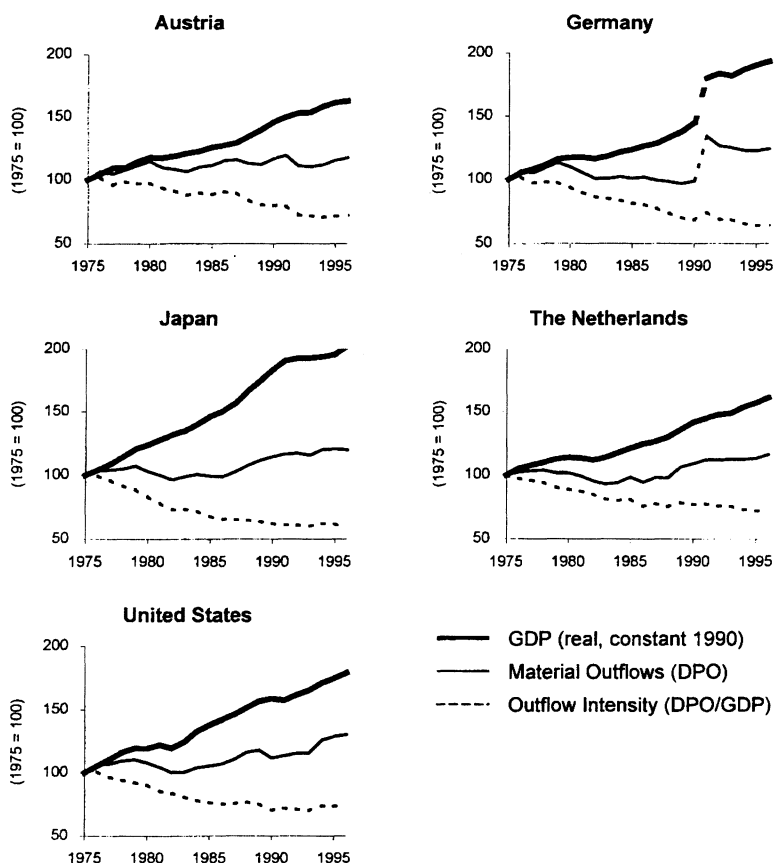 Austria
200
150
100
50
(1975 = 100)
1975 1980 1985 1990 1995
Germany
200
150
100
50
(1975 = 100)
1975 1980 1985 1990 1995
Japan
200
150
100
50
(1975 = 100)
1975 1980 1985 1990 1995
The Netherlands
200
150
100
50
(1975 = 100)
1975 1980 1985 1990 1995
United States
200
150
100
50
(1975 = 100)
1975 1980 1985 1990 1995
GDP (real, constant 1990)
Material Outflows (DPO)
Outflow Intensity (DPO/GDP)